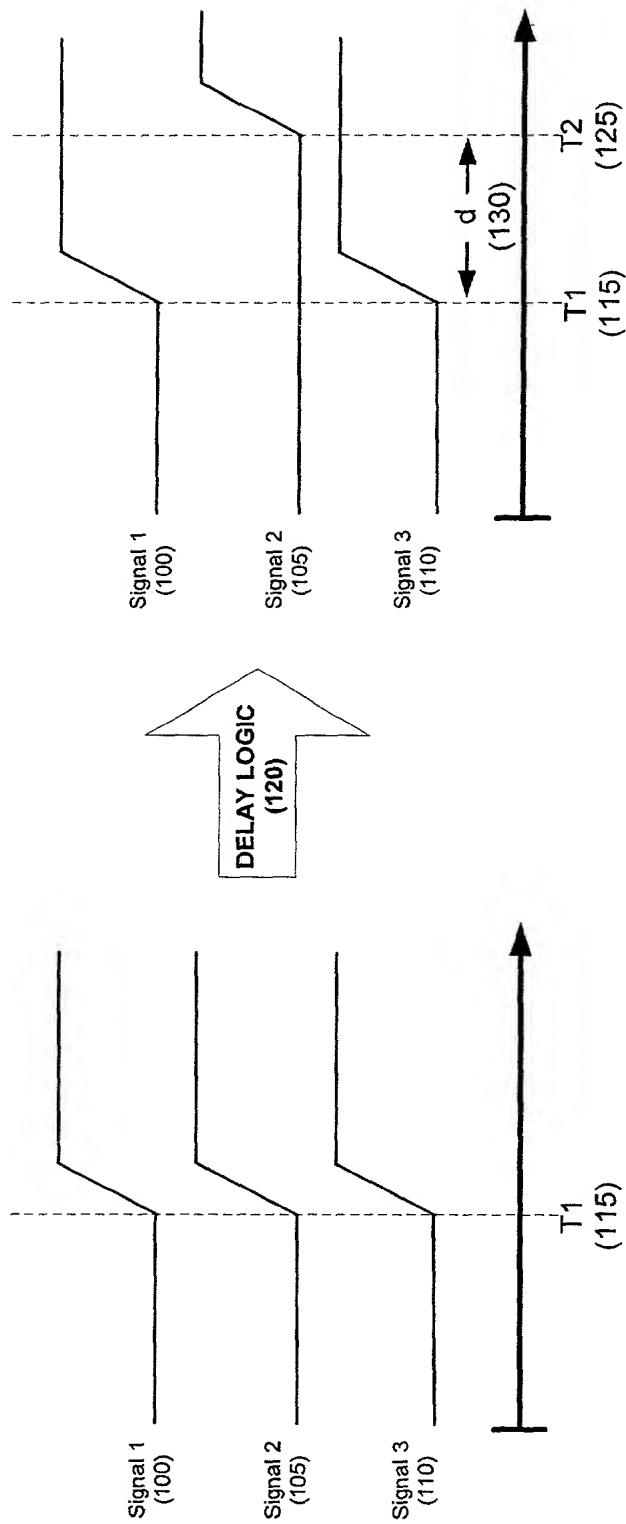 Signal 1
(100)
Signal 2
(105)
Signal 3
(110)
T1
(115)
DELAY LOGIC
(120)
Signal 1
(100)
Signal 2
(105)
Signal 3
(110)
T1
(115)
d
(130)
T2
(125)